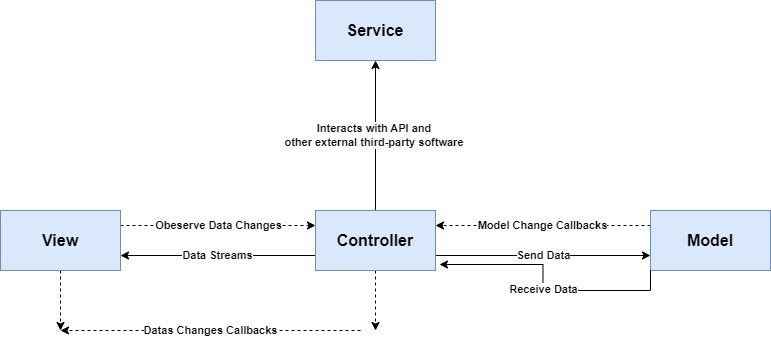 Service
Interacts with API and
other external third-party software
Obeserve Data Changes
Model Change Callbacks
View
Controller
Model
Data Streams
Send Data
Receive Data
Datas Changes Callbacks